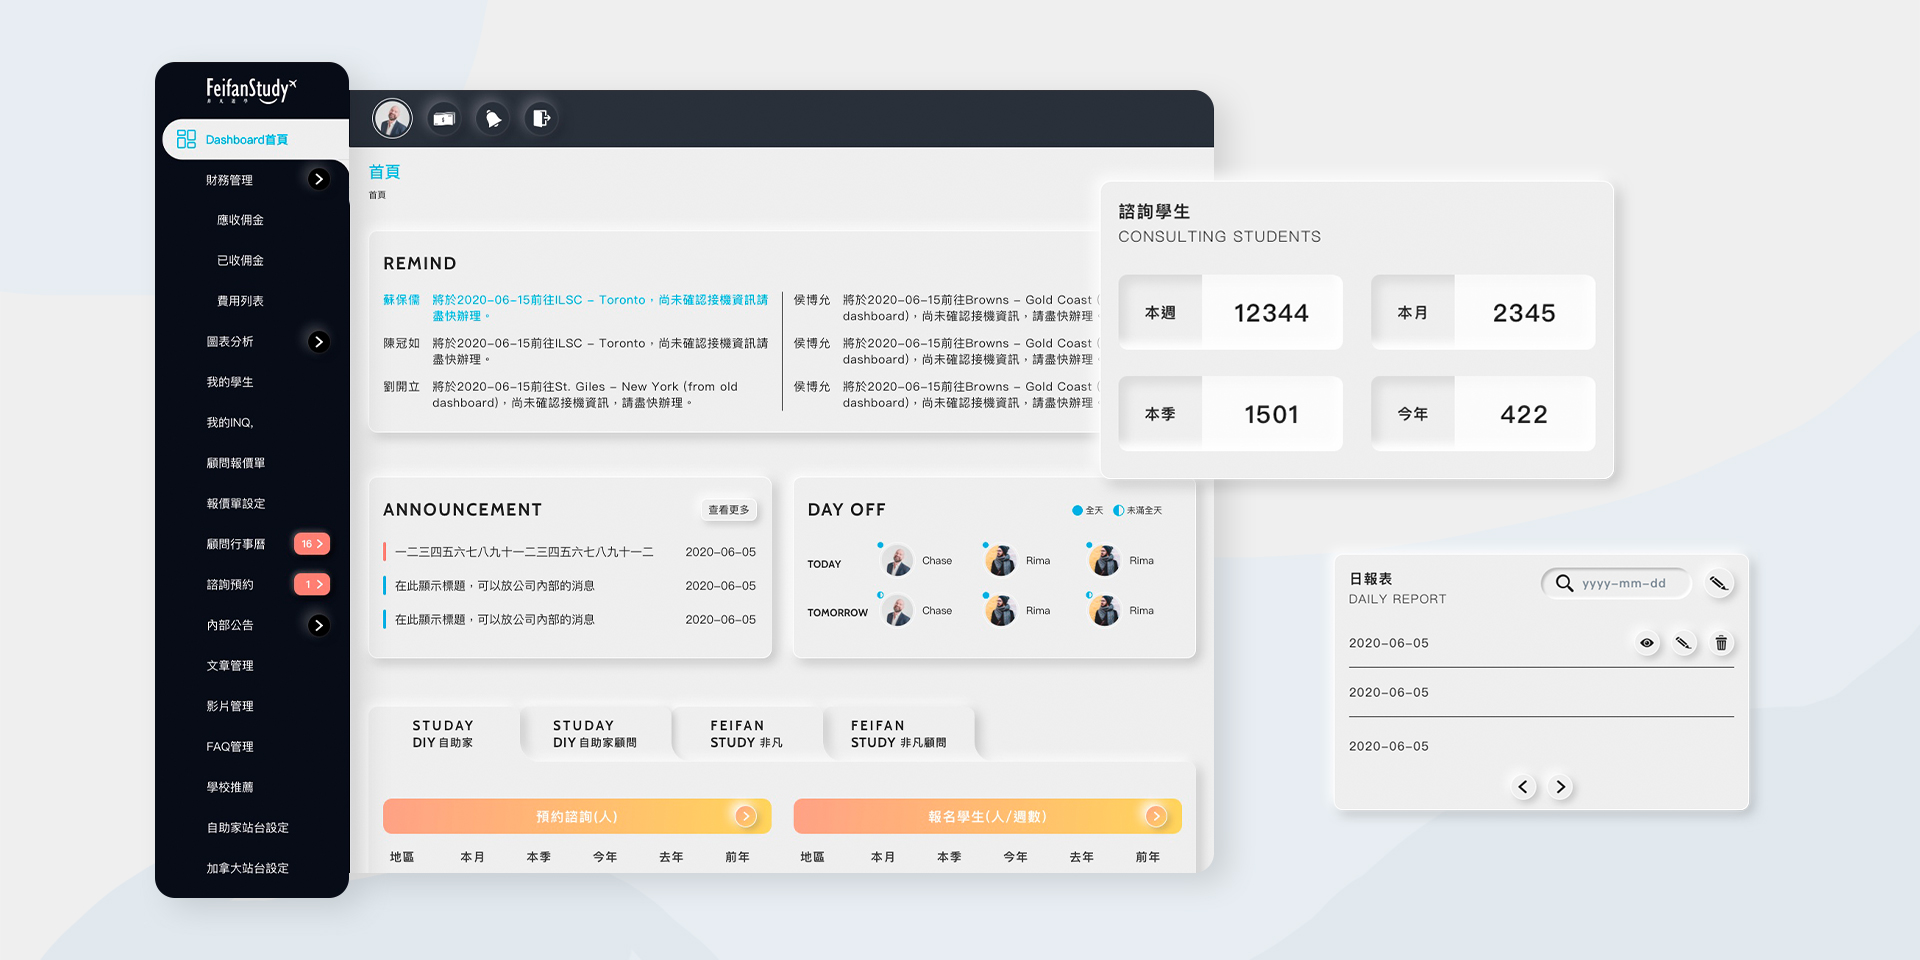 FeifanStudy
非凡遊學
Dashboard首頁
財務管理
應收佣金
已收佣金
費用列表
圖表分析
我的學生
我的INQ,
顧問報價單
報價單設定
顧問行事曆
16
諮詢預約
1
內部公告
文章管理
影片管理
FAQ管理
學校推薦
自助家站台設定
加拿大站台設定
首頁
首頁
REMIND
蘇保儒 將於2020-06-15前往ILSC - Toronto，尚未確認接機資訊請
盡快辦理。
陳冠如 將於2020-06-15前往ILSC - Toronto，尚未確認接機資訊請
盡快辦理。
劉開立 將於2020-06-15前往St. Giles - New York (from old
dashboard)，尚未確認接機資訊，請盡快辦理。
侯博允 將於2020-06-15前往Browns - Gold Coast (
dashboard)，尚未確認接機資訊，請盡快辦理
侯博允 將於2020-06-15前往Browns - Gold Coast (
dashboard)，尚未確認接機資訊，請盡快辦理
侯博允 將於2020-06-15前往Browns - Gold Coast (
dashboard)，尚未確認接機資訊，請盡快辦理
諮詢學生
CONSULTING STUDENTS
本週 12344
本月 2345
本季 1501
今年 422
ANNOUNCEMENT
查看更多
一二三四五六七八九十一二三四五六七八九十一二 2020-06-05
在此顯示標題，可以放公司內部的消息 2020-06-05
在此顯示標題，可以放公司內部的消息 2020-06-05
DAY OFF
全天 未滿全天
TODAY Chase Rima Rima
TOMORROW Chase Rima Rima
日報表
DAILY REPORT
yyyy-mm-dd
2020-06-05
2020-06-05
2020-06-05
STUDAY
DIY 自助家
STUDAY
DIY 自助家顧問
FEIFAN
STUDY 非凡
FEIFAN
STUDY 非凡顧問
預約諮詢(人)
地區 本月 本季 今年 去年 前年
報名學生(人/週數)
地區 本月 本季 今年 去年 前年